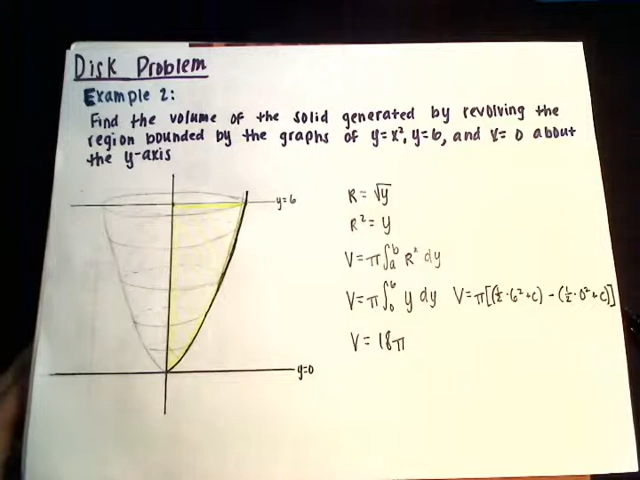 Disk Problem
Example 2:
Find the volume of the solid generated by revolving the
region bounded by the graphs of y=x², y=6, and x=0 about
the y-axis
y=6
R = √y
R² = y
V = π∫ₐᵇ R² dy
V = π∫₀⁶ y dy V = π[(½·6²+c) - (½·0²+c)]
V = 18π
y=0